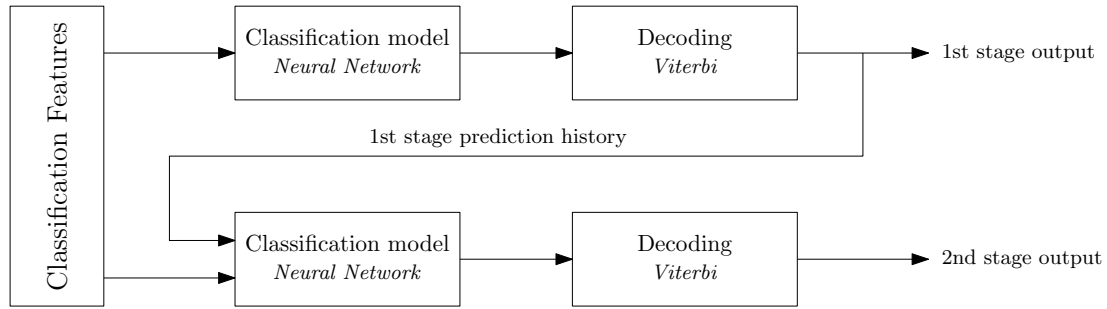 Classification Features
Classification model
Neural Network
Decoding
Viterbi
1st stage output
1st stage prediction history
Classification model
Neural Network
Decoding
Viterbi
2nd stage output